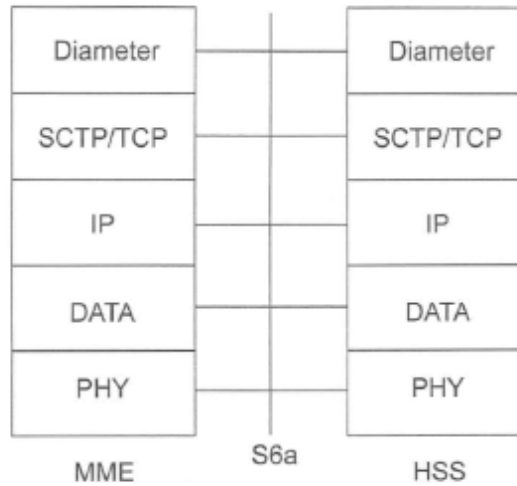 Diameter
Diameter
SCTP/TCP
SCTP/TCP
IP
IP
DATA
DATA
PHY
PHY
S6a
MME
HSS